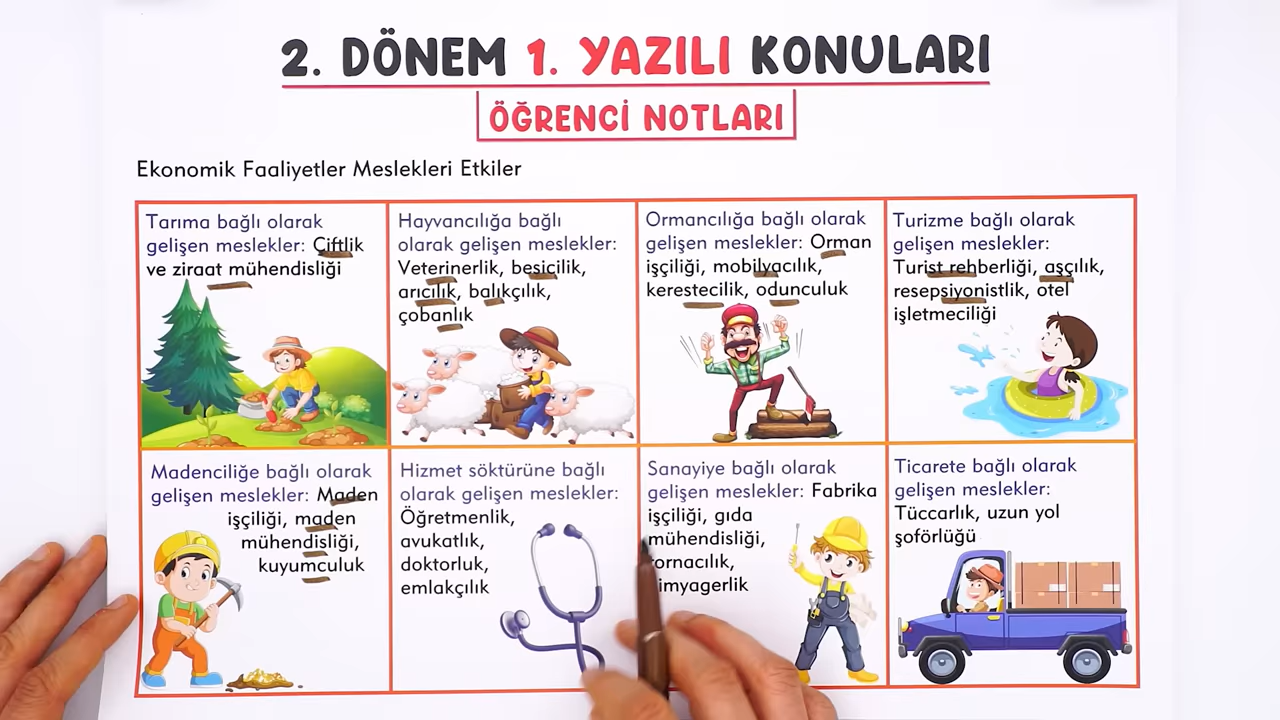 2. DÖNEM 1. YAZILI KONULARI
ÖĞRENCİ NOTLARI
Ekonomik Faaliyetler Meslekleri Etkiler
Tarıma bağlı olarak
gelişen meslekler: Çiftlik
ve ziraat mühendisliği
Hayvancılığa bağlı
olarak gelişen meslekler:
Veterinerlik, besicilik,
arıcılık, balıkçılık,
çobanlık
Ormancılığa bağlı olarak
gelişen meslekler: Orman
işçiliği, mobilyacılık,
kerestecilik, odunculuk
Turizme bağlı olarak
gelişen meslekler:
Turist rehberliği, aşçılık,
resepsiyonistlik, otel
işletmeciliği
Madenciliğe bağlı olarak
gelişen meslekler: Maden
işçiliği, maden
mühendisliği,
kuyumculuk
Hizmet söktürüne bağlı
olarak gelişen meslekler:
Öğretmenlik,
avukatlık,
doktorluk,
emlakçılık
Sanayiye bağlı olarak
gelişen meslekler: Fabrika
işçiliği, gıda
mühendisliği,
tornacılık,
kimyagerlik
Ticarete bağlı olarak
gelişen meslekler:
Tüccarlık, uzun yol
şoförlüğü